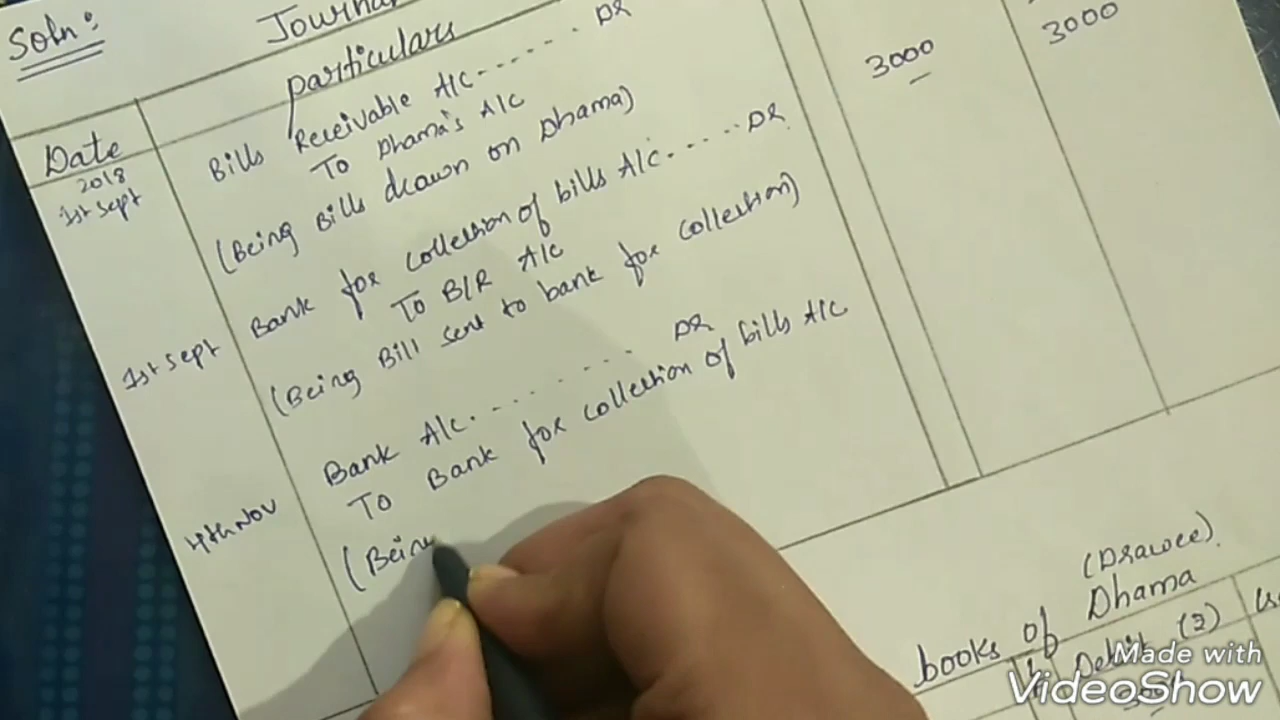 Soln:
Journal
Date
particulars
2018
1st Sept
Bills Receivable A/c------ DR
3000
3000
To Dhama's A/c
(Being Bills drawn on Dhama)
1st Sept
Bank for collection of bills A/c------DR
To B/R A/c
(Being Bill sent to bank for collection)
4th Nov
Bank A/c.------- DR
To Bank for collection of bills A/c
(Being
(Drawee)
books of Dhama
Debit (₹)
Made with
VideoShow